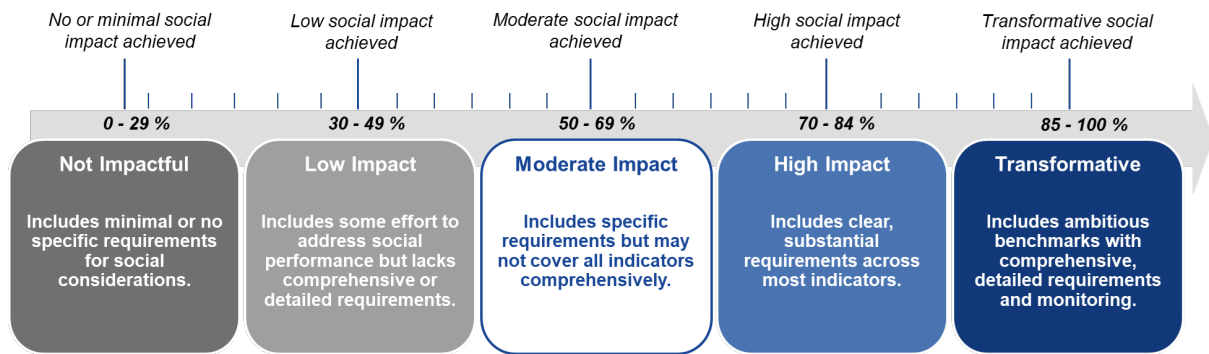 No or minimal social
impact achieved
Low social impact
achieved
Moderate social impact
achieved
High social impact
achieved
Transformative social
impact achieved
0 - 29 %
30 - 49 %
50 - 69 %
70 - 84 %
85 - 100 %
Not Impactful
Includes minimal or no
specific requirements
for social
considerations.
Low Impact
Includes some effort to
address social
performance but lacks
comprehensive or
detailed requirements.
Moderate Impact
Includes specific
requirements but may
not cover all indicators
comprehensively.
High Impact
Includes clear,
substantial
requirements across
most indicators.
Transformative
Includes ambitious
benchmarks with
comprehensive,
detailed requirements
and monitoring.